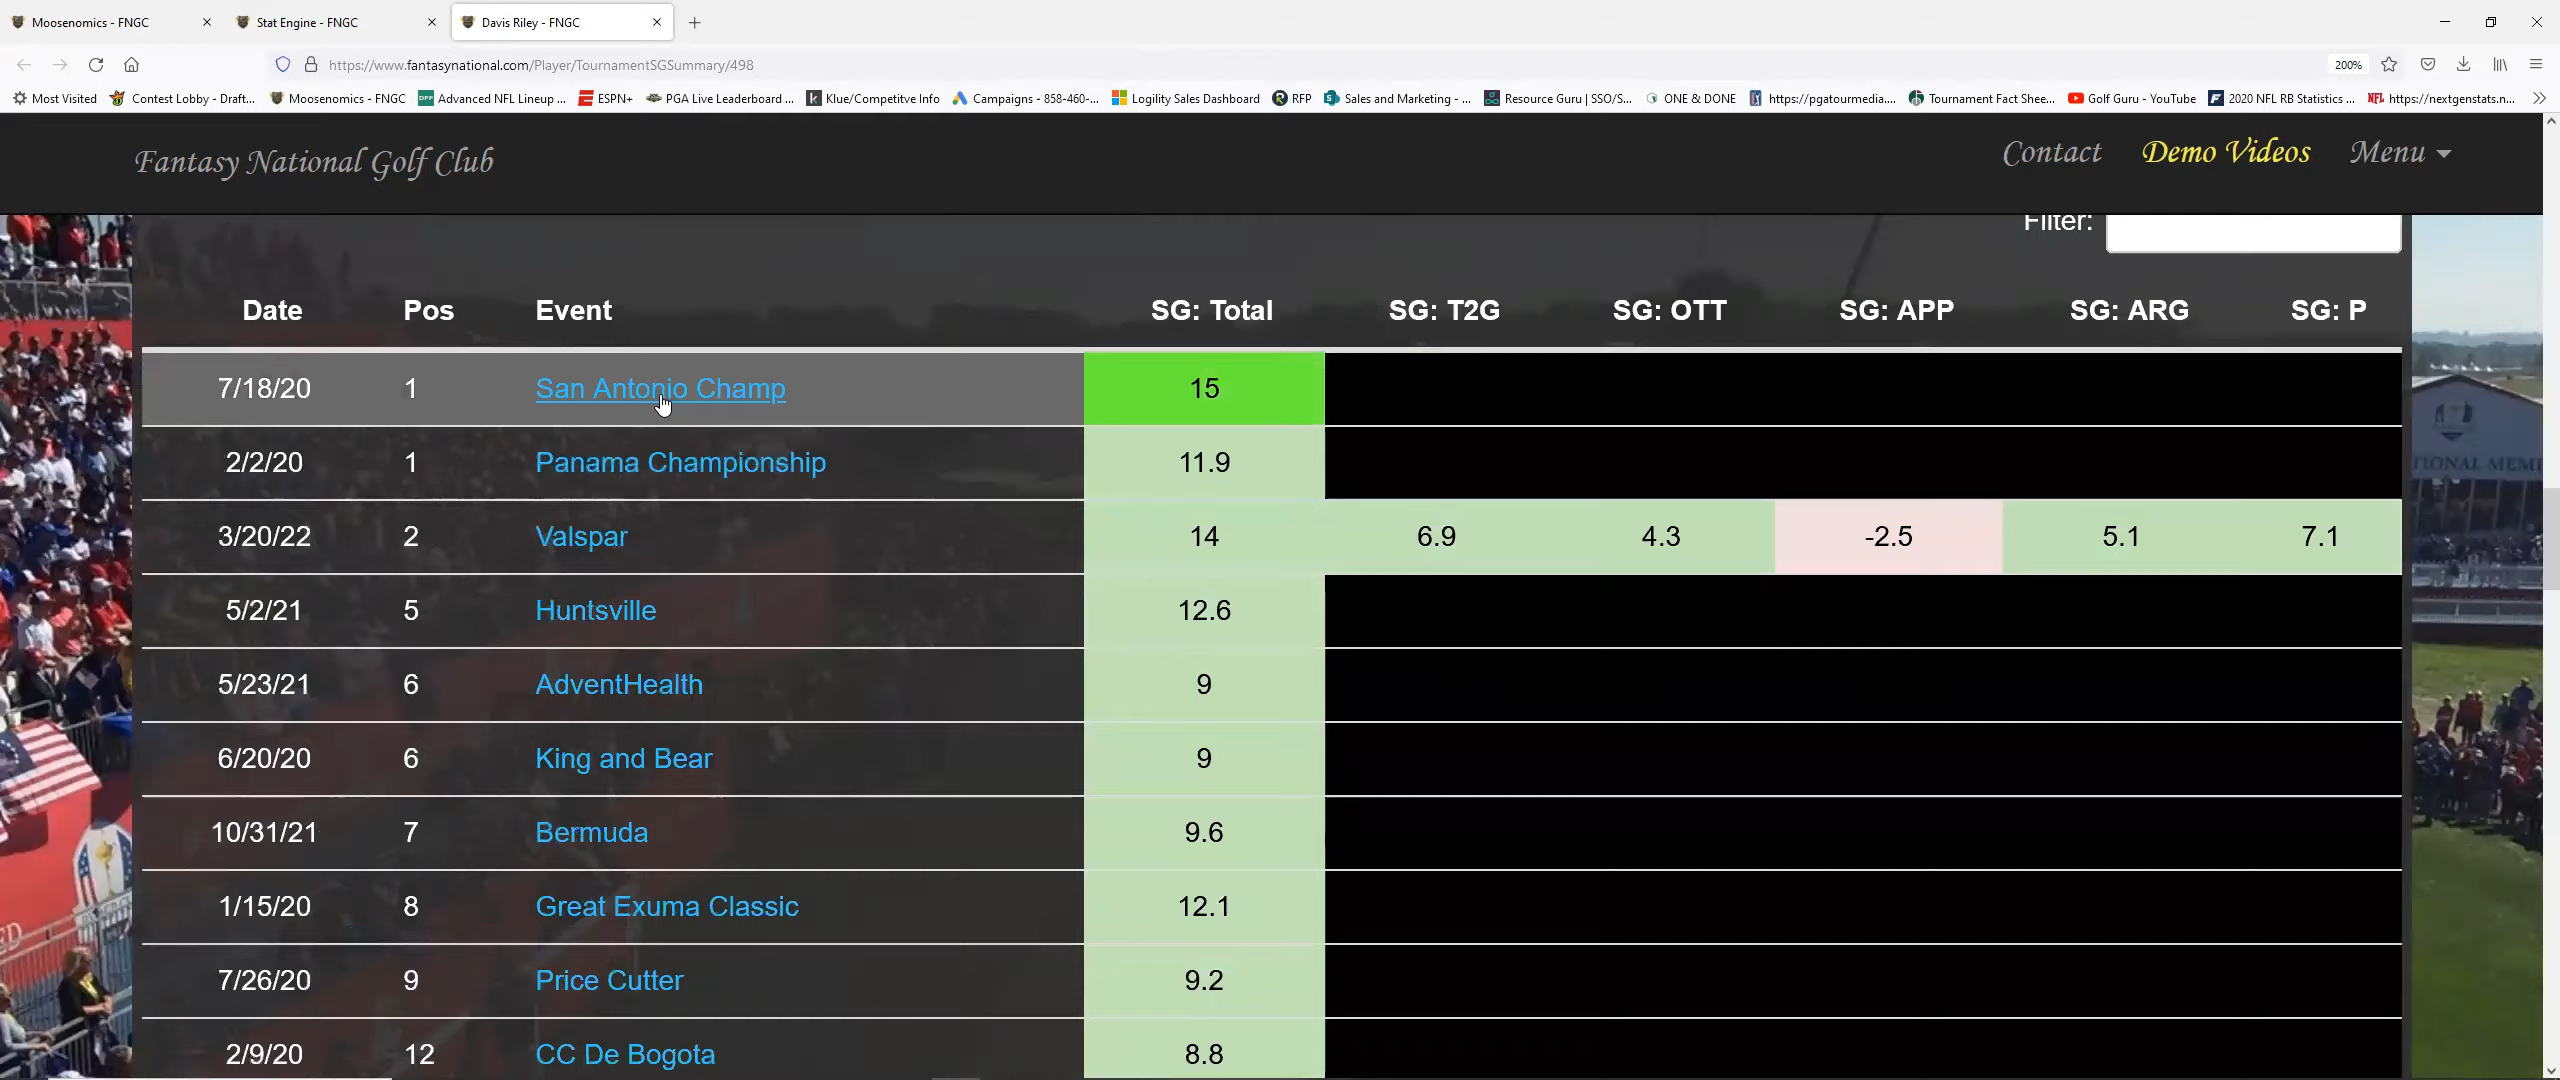 Moosenomics - FNGC
Stat Engine - FNGC
Davis Riley - FNGC
https://www.fantasynational.com/Player/TournamentSGSummary/498
200%
Most Visited
Contest Lobby - Draft...
Moosenomics - FNGC
Advanced NFL Lineup ...
ESPN+
PGA Live Leaderboard ...
Klue/Competitve Info
Campaigns - 858-460-...
Logility Sales Dashboard
RFP
Sales and Marketing - ...
Resource Guru | SSO/S...
ONE & DONE
https://pgatourmedia....
Tournament Fact Shee...
Golf Guru - YouTube
2020 NFL RB Statistics ...
https://nextgenstats.n...
Fantasy National Golf Club
Contact Demo Videos Menu
Filter:
Date Pos Event SG: Total SG: T2G SG: OTT SG: APP SG: ARG SG: P
7/18/20 1 San Antonio Champ 15
2/2/20 1 Panama Championship 11.9
3/20/22 2 Valspar 14 6.9 4.3 -2.5 5.1 7.1
5/2/21 5 Huntsville 12.6
5/23/21 6 AdventHealth 9
6/20/20 6 King and Bear 9
10/31/21 7 Bermuda 9.6
1/15/20 8 Great Exuma Classic 12.1
7/26/20 9 Price Cutter 9.2
2/9/20 12 CC De Bogota 8.8